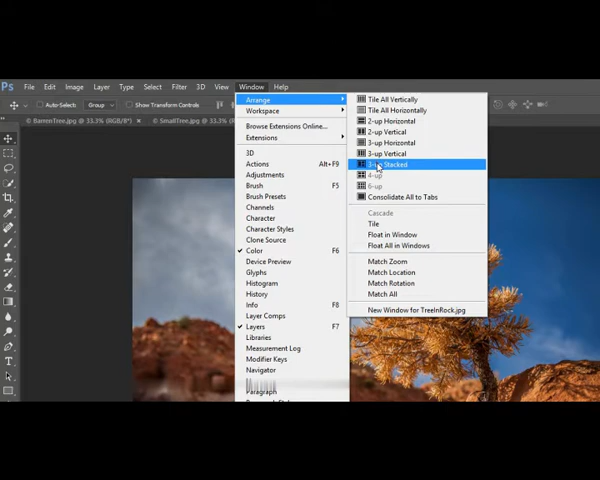 Ps File Edit Image Layer Type Select Filter 3D View Window Help
Auto-Select: Group Show Transform Controls
BarrenTree.jpg @ 33.3% (RGB/8*) × SmallTree.jpg @ 33.3%
Arrange
Workspace
Browse Extensions Online...
Extensions
3D
Actions Alt+F9
Adjustments
Brush F5
Brush Presets
Channels
Character
Character Styles
Clone Source
Color F6
Device Preview
Glyphs
Histogram
History
Info F8
Layer Comps
Layers F7
Libraries
Measurement Log
Modifier Keys
Navigator
Paragraph
Tile All Vertically
Tile All Horizontally
2-up Horizontal
2-up Vertical
3-up Horizontal
3-up Vertical
3-up Stacked
4-up
6-up
Consolidate All to Tabs
Cascade
Tile
Float in Window
Float All in Windows
Match Zoom
Match Location
Match Rotation
Match All
New Window for TreeInRock.jpg